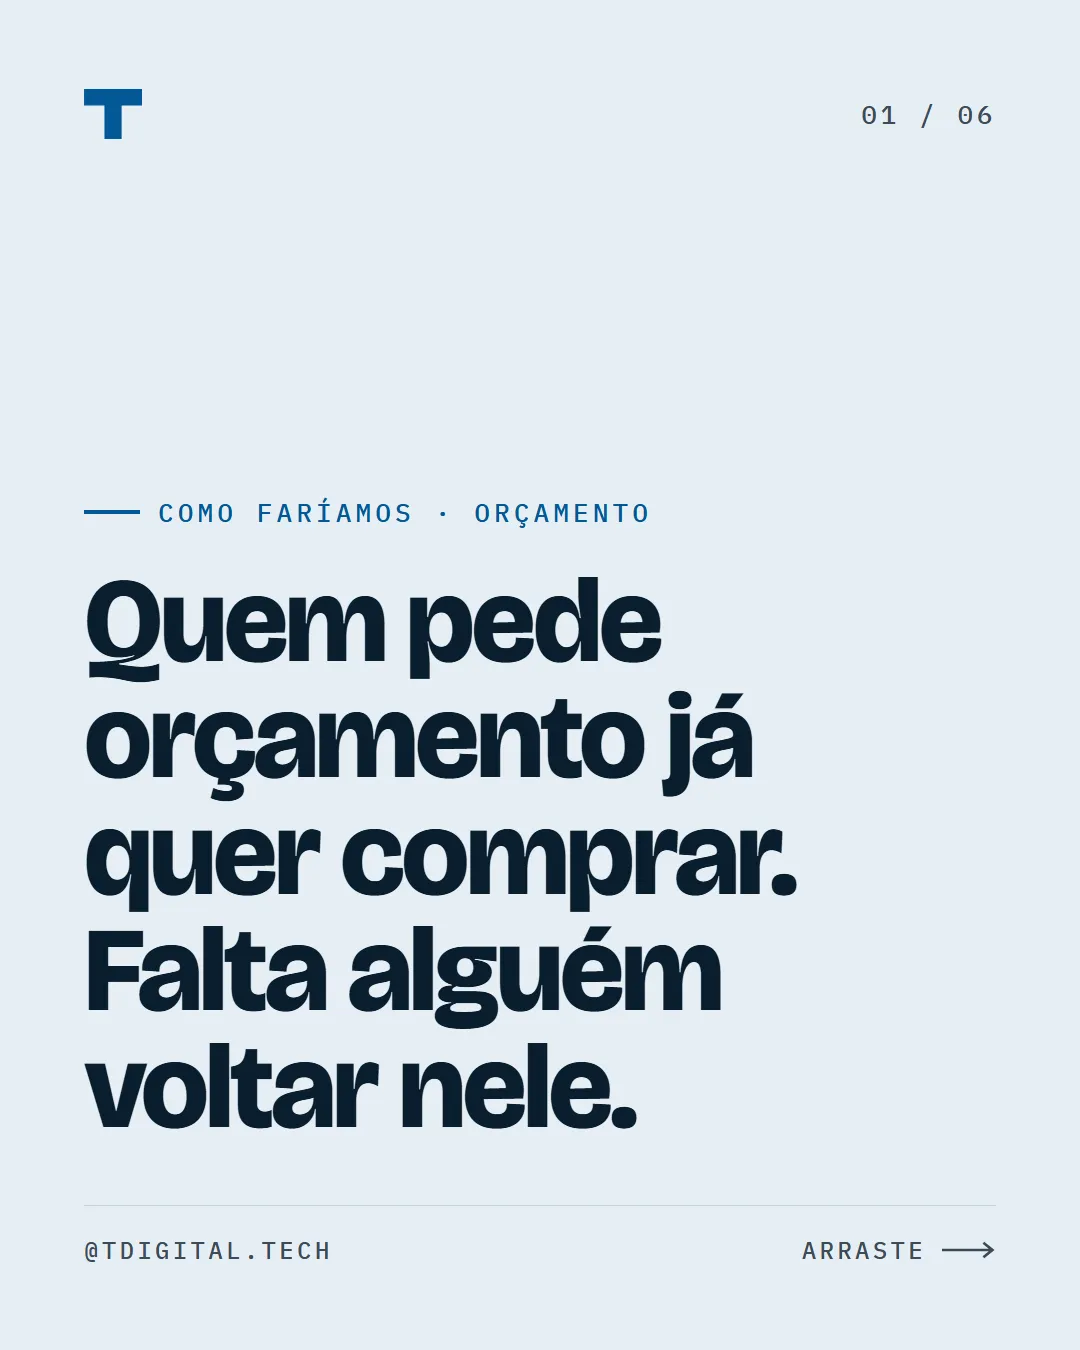 T
01 / 06
COMO FARÍAMOS · ORÇAMENTO
Quem pede
orçamento já
quer comprar.
Falta alguém
voltar nele.
@TDIGITAL.TECH
ARRASTE